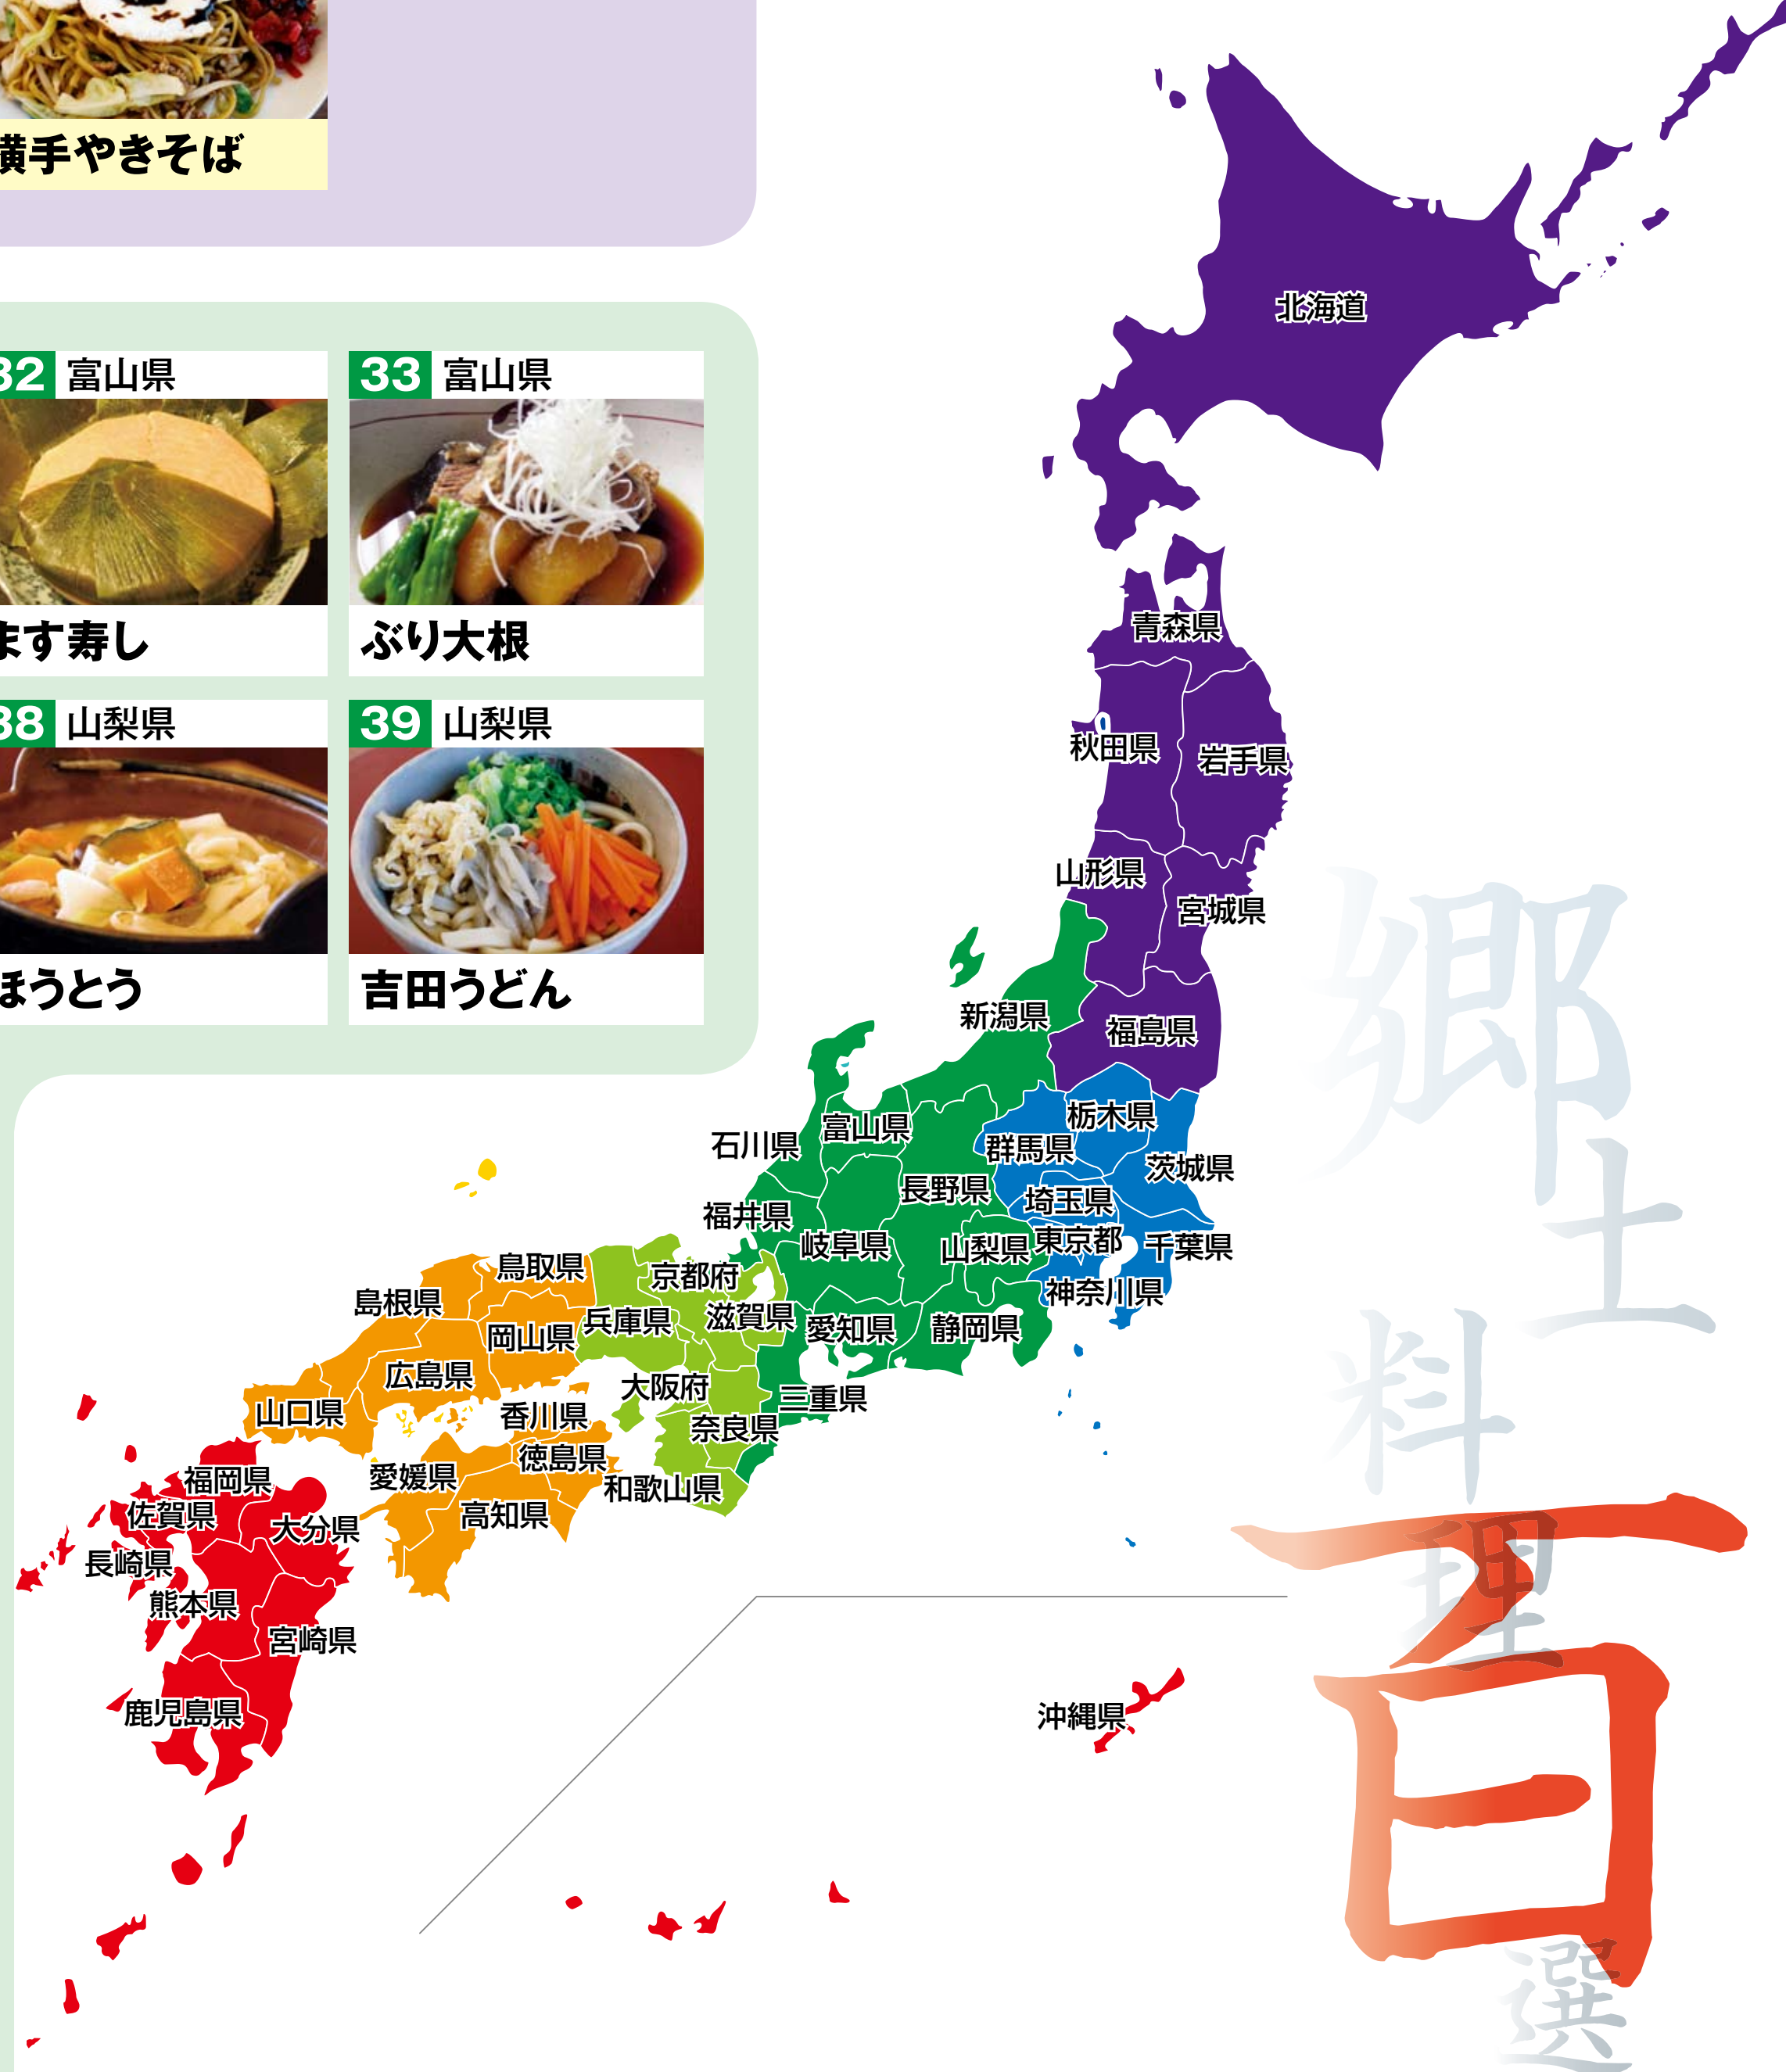 横手やきそば
32 富山県
ます寿し
33 富山県
ぶり大根
38 山梨県
ほうとう
39 山梨県
吉田うどん
北海道
青森県
秋田県
岩手県
山形県
宮城県
新潟県
福島県
栃木県
群馬県
茨城県
富山県
石川県
長野県
埼玉県
福井県
岐阜県
山梨県
東京都
千葉県
神奈川県
鳥取県
京都府
島根県
兵庫県
滋賀県
愛知県
静岡県
岡山県
広島県
大阪府
三重県
山口県
香川県
奈良県
徳島県
愛媛県
和歌山県
高知県
福岡県
佐賀県
大分県
長崎県
熊本県
宮崎県
鹿児島県
沖縄県
郷土料理百選